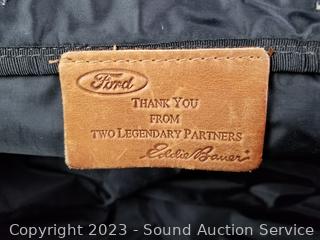 Ford
THANK YOU
FROM
TWO LEGENDARY PARTNERS
Eddie Bauer
Copyright 2023 - Sound Auction Service